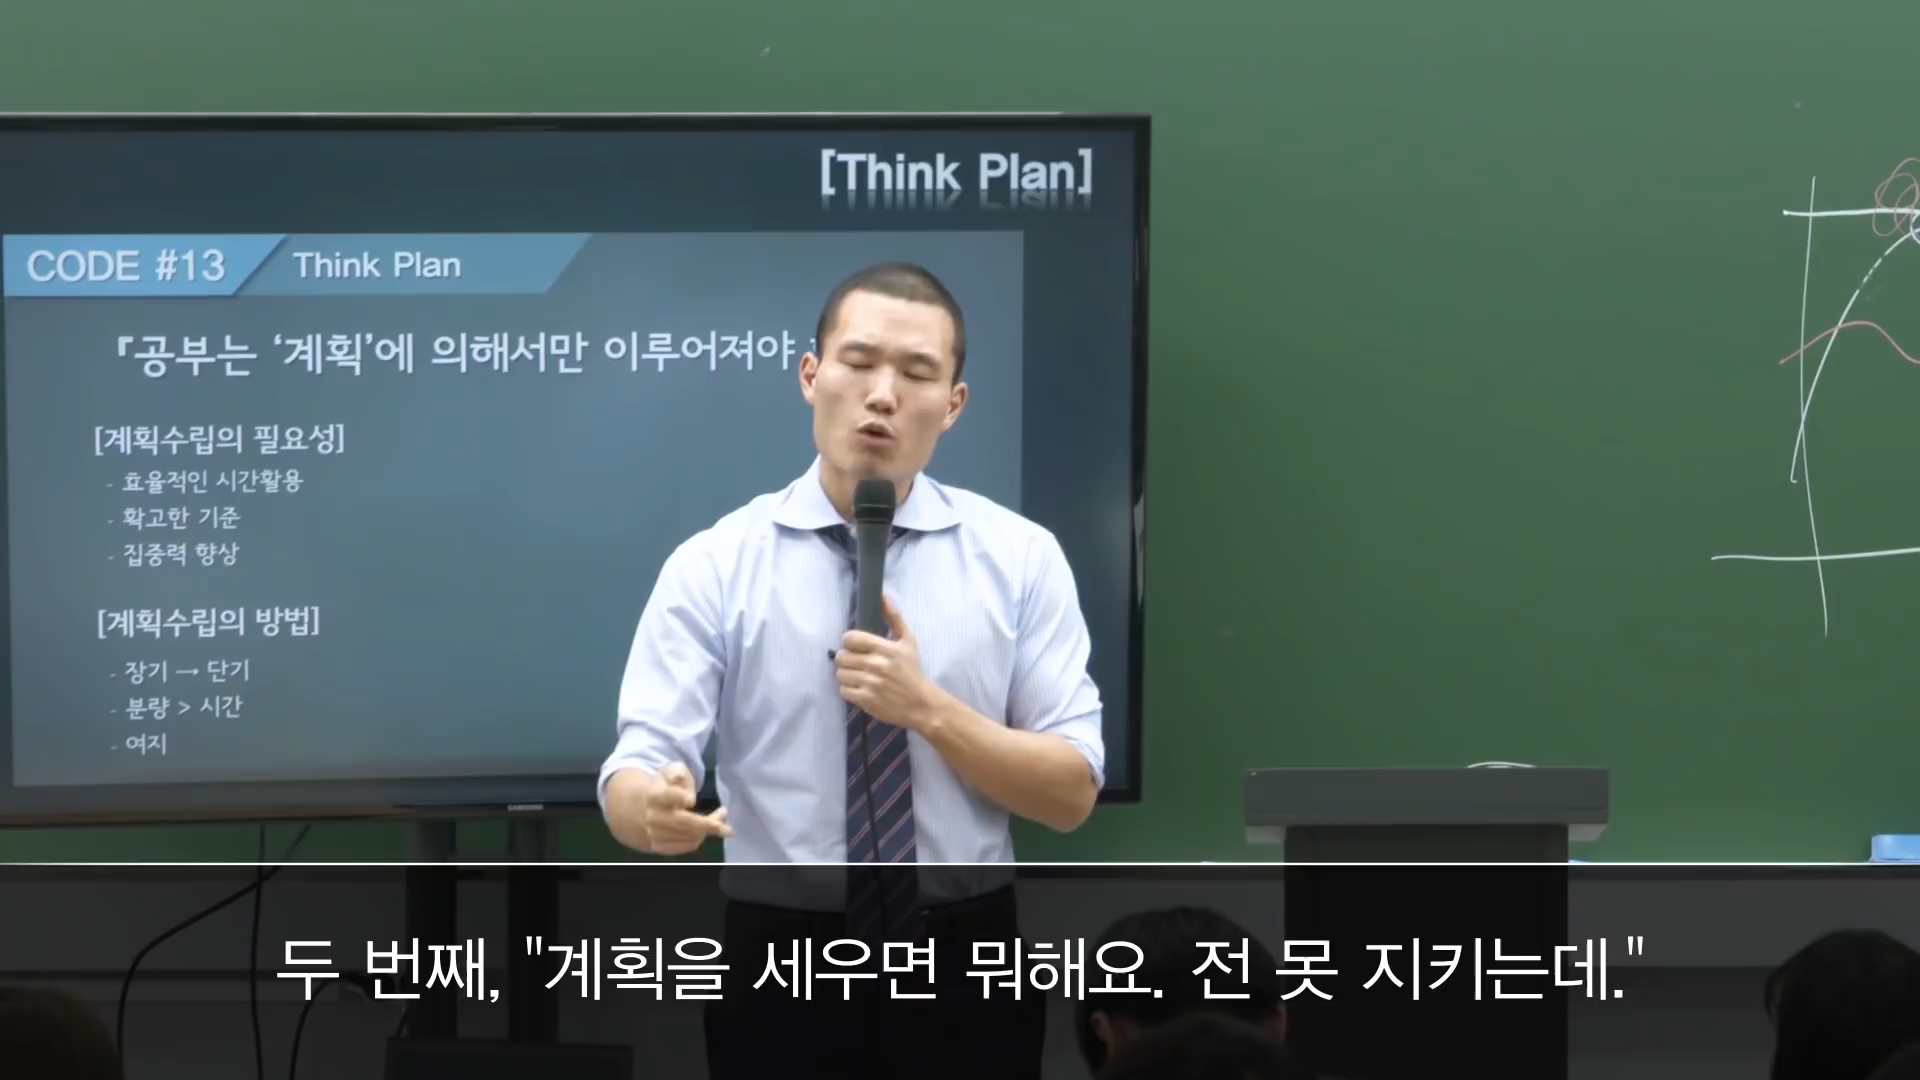 [Think Plan]
CODE #13 Think Plan
『공부는 ‘계획’에 의해서만 이루어져야
[계획수립의 필요성]
- 효율적인 시간활용
- 확고한 기준
- 집중력 향상
[계획수립의 방법]
- 장기 → 단기
- 분량 > 시간
- 여지
SAMSUNG
두 번째, "계획을 세우면 뭐해요. 전 못 지키는데."